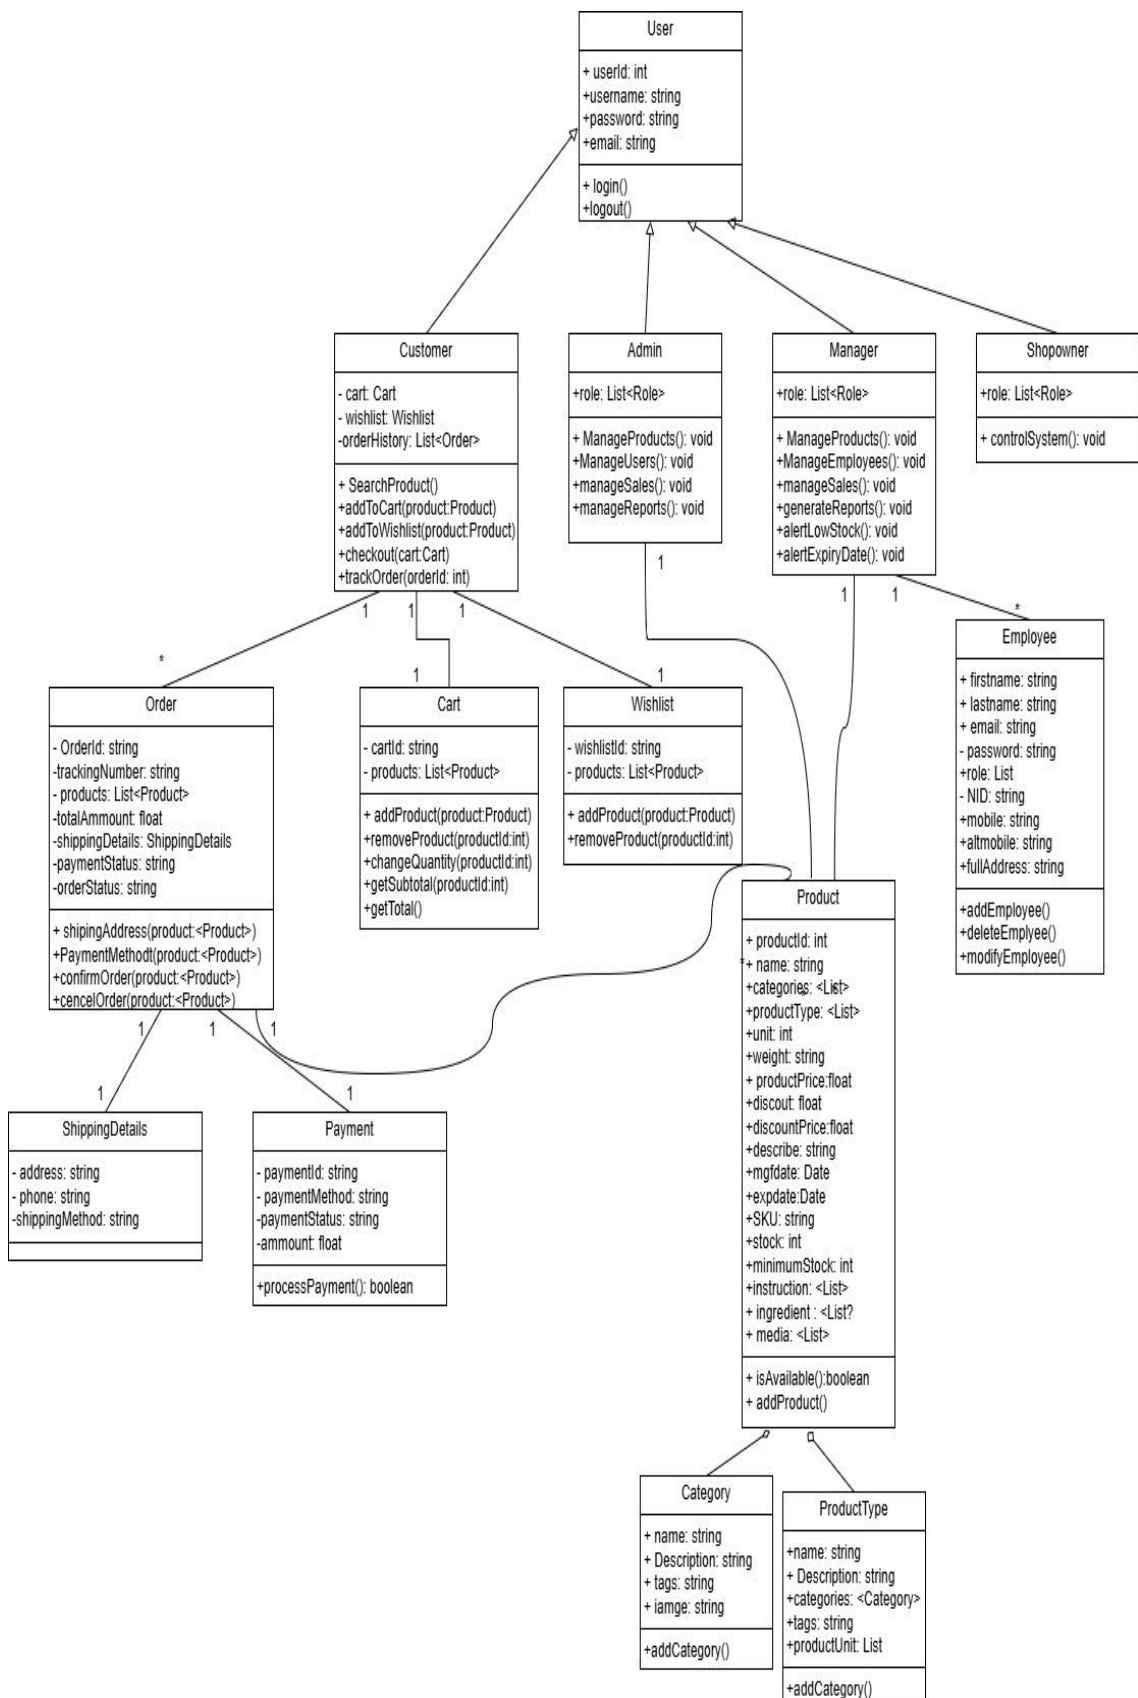 User
+ userId: int
+username: string
+password: string
+email: string
+ login()
+logout()
Customer
- cart: Cart
- wishlist: Wishlist
-orderHistory: List<Order>
+ SearchProduct()
+addToCart(product:Product)
+addToWishlist(product:Product)
+checkout(cart:Cart)
+trackOrder(orderId: int)
Admin
+role: List<Role>
+ ManageProducts(): void
+ManageUsers(): void
+manageSales(): void
+manageReports(): void
Manager
+role: List<Role>
+ ManageProducts(): void
+ManageEmployees(): void
+manageSales(): void
+generateReports(): void
+alertLowStock(): void
+alertExpiryDate(): void
Shopowner
+role: List<Role>
+ controlSystem(): void
1
1
1
1
1
1
*
1
1
*
Order
- OrderId: string
-trackingNumber: string
- products: List<Product>
-totalAmmount: float
-shippingDetails: ShippingDetails
-paymentStatus: string
-orderStatus: string
+ shipingAddress(product:<Product>)
+PaymentMethodt(product:<Product>)
+confirmOrder(product:<Product>)
+cencelOrder(product:<Product>)
Cart
- cartId: string
- products: List<Product>
+ addProduct(product:Product)
+removeProduct(productId:int)
+changeQuantity(productId:int)
+getSubtotal(productId:int)
+getTotal()
Wishlist
- wishlistId: string
- products: List<Product>
+ addProduct(product:Product)
+removeProduct(productId:int)
Employee
+ firstname: string
+ lastname: string
+ email: string
- password: string
+role: List
- NID: string
+mobile: string
+altmobile: string
+fullAddress: string
+addEmployee()
+deleteEmplyee()
+modifyEmployee()
1
1
1
1
1
ShippingDetails
- address: string
- phone: string
-shippingMethod: string
Payment
- paymentId: string
- paymentMethod: string
-paymentStatus: string
-ammount: float
+processPayment(): boolean
Product
+ productId: int
*
+ name: string
+categories: <List>
* *
+productType: <List>
+unit: int
+weight: string
+ productPrice:float
+discout: float
+discountPrice:float
+describe: string
+mgfdate: Date
+expdate:Date
+SKU: string
+stock: int
+minimumStock: int
+instruction: <List>
+ ingredient : <List?
+ media: <List>
+ isAvailable():boolean
+ addProduct()
Category
+ name: string
+ Description: string
+ tags: string
+ iamge: string
+addCategory()
ProductType
+name: string
+ Description: string
+categories: <Category>
+tags: string
+productUnit: List
+addCategory()